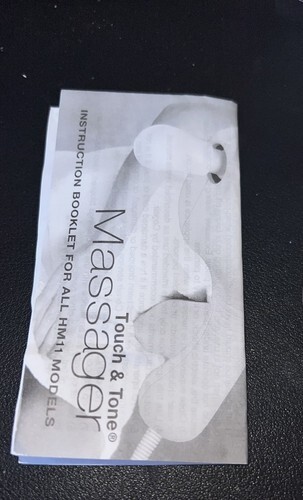 Touch & Tone®
Massager
INSTRUCTION BOOKLET FOR ALL HM11 MODELS